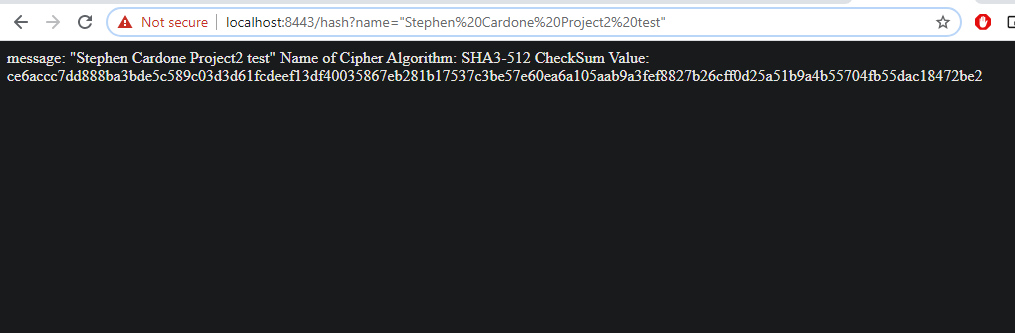 Not secure | localhost:8443/hash?name="Stephen%20Cardone%20Project2%20test"
message: "Stephen Cardone Project2 test" Name of Cipher Algorithm: SHA3-512 CheckSum Value:
ce6accc7dd888ba3bde5c589c03d3d61fcdeef13df40035867eb281b17537c3be57e60ea6a105aab9a3fef8827b26cff0d25a51b9a4b55704fb55dac18472be2